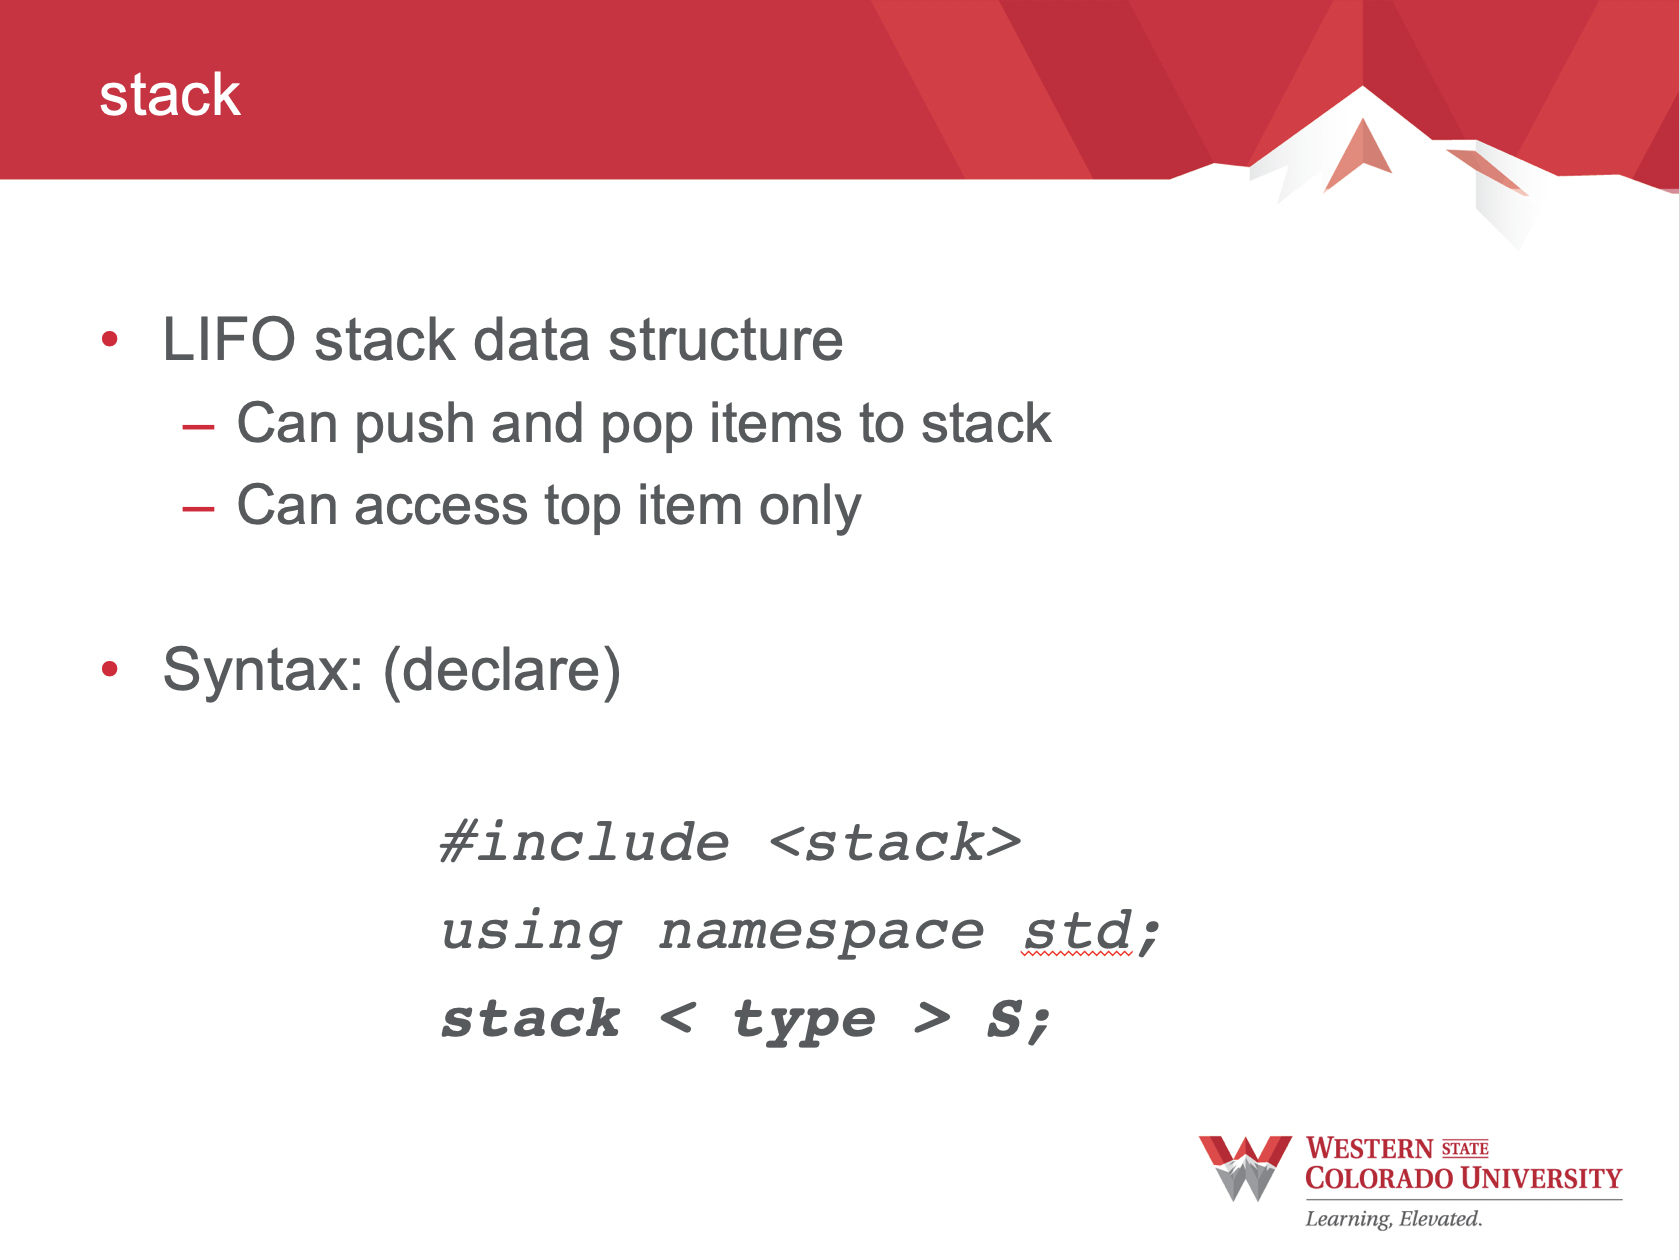 stack
• LIFO stack data structure
– Can push and pop items to stack
– Can access top item only
• Syntax: (declare)
#include <stack>
using namespace std;
stack < type > S;
WESTERN STATE
COLORADO UNIVERSITY
Learning, Elevated.